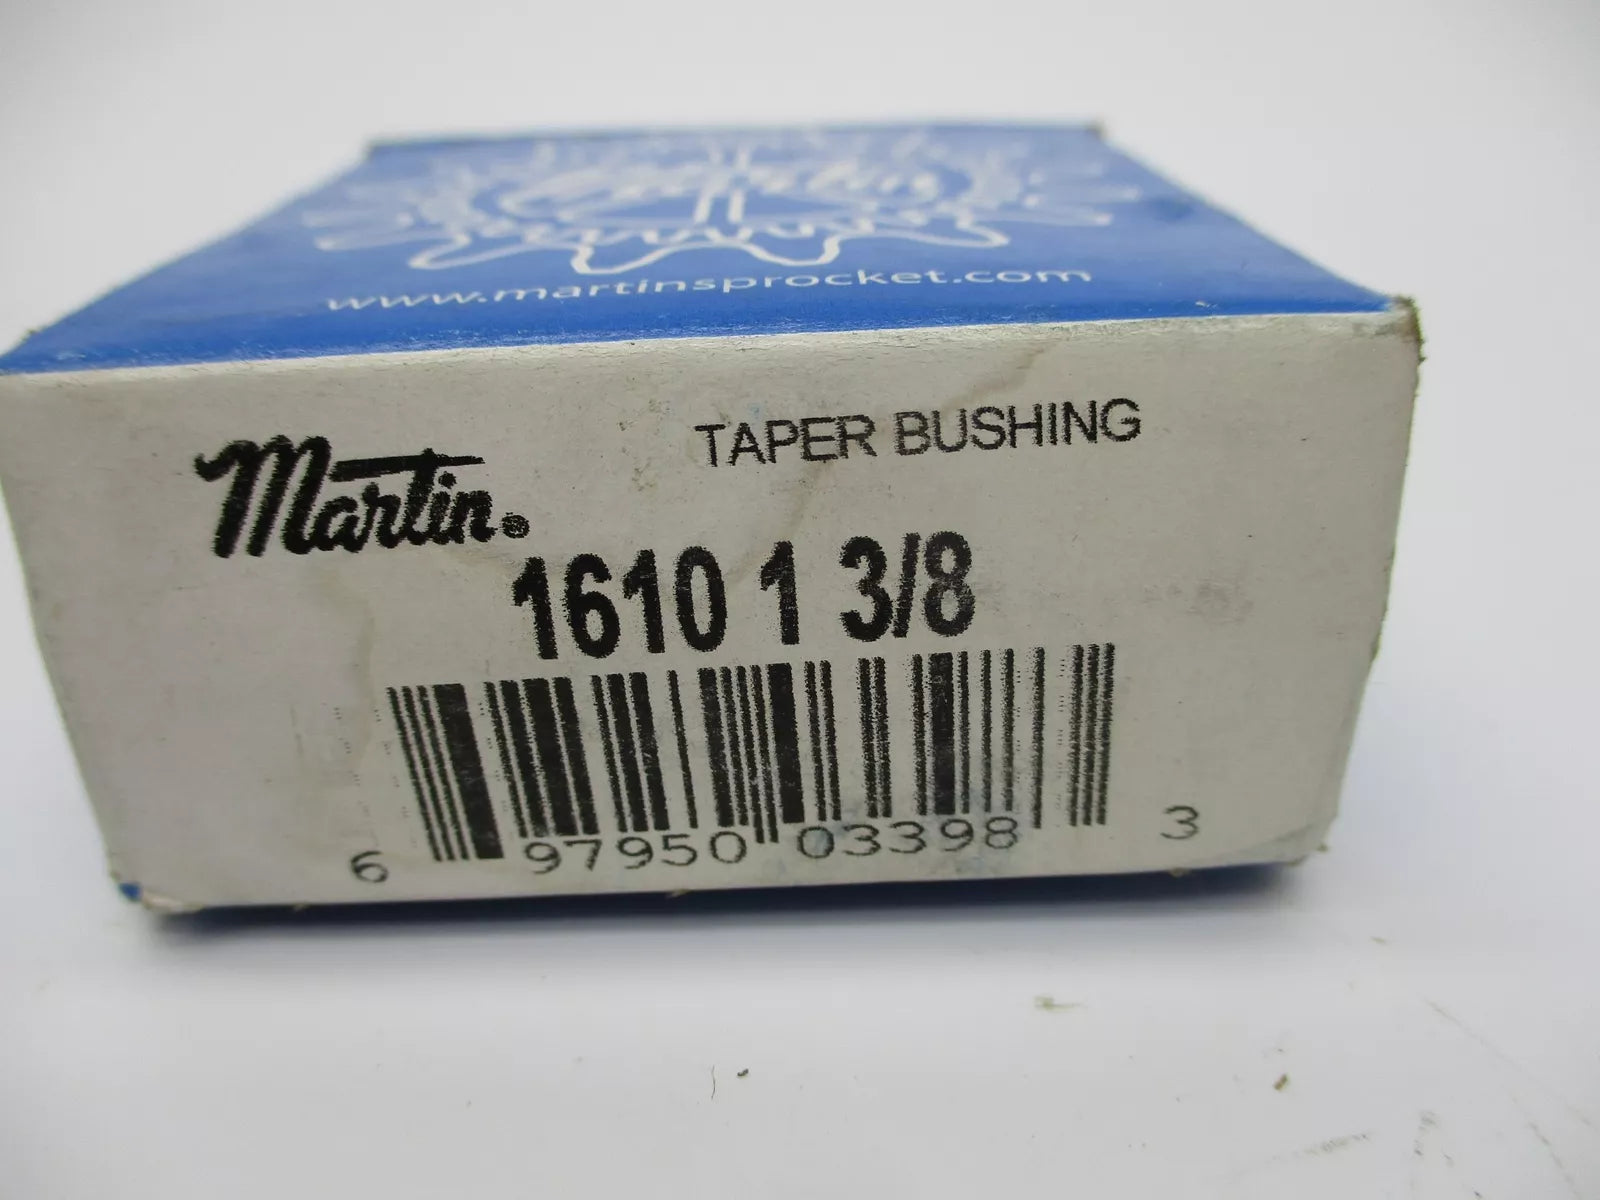 www.martinsprocket.com
TAPER BUSHING
Martin®
1610 1 3/8
6 97950 03398 3